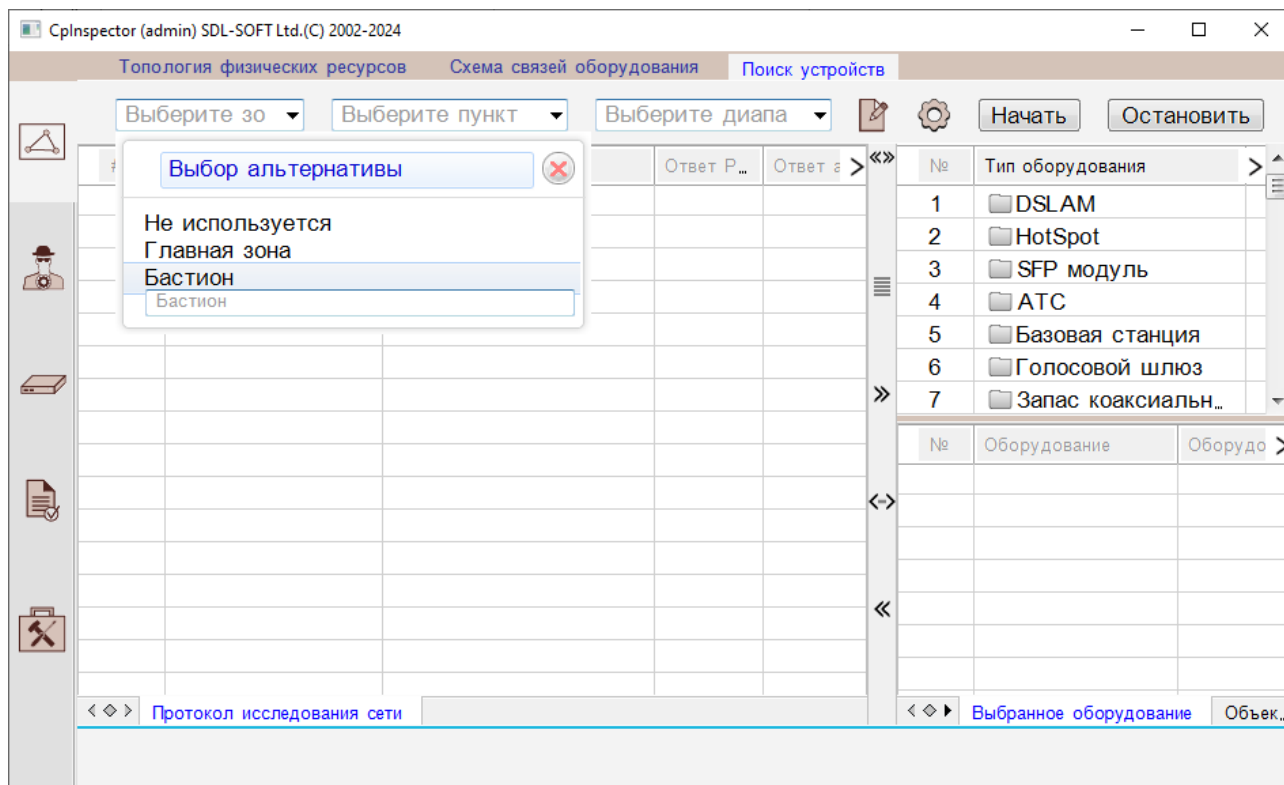 CpInspector (admin) SDL-SOFT Ltd.(C) 2002-2024
Топология физических ресурсов Схема связей оборудования Поиск устройств
Выберите зо Выберите пункт Выберите диапа Начать Остановить
Выбор альтернативы
Не используется
Главная зона
Бастион
Бастион
# Ответ P... Ответ а
№ Тип оборудования
1 DSLAM
2 HotSpot
3 SFP модуль
4 АТС
5 Базовая станция
6 Голосовой шлюз
7 Запас коаксиальн...
№ Оборудование Оборудо
Протокол исследования сети
Выбранное оборудование Объек...